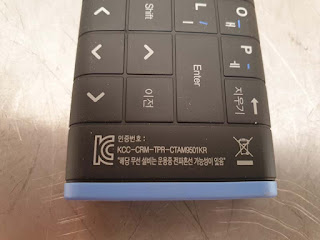 Shift
L ㅣ
O ㅐ
P ㅔ
Enter
이전
지우기
인증번호 :
KCC-CRM-TPR-CTAM9501KR
"해당 무선 설비는 운용중 전파혼선 가능성이 있음"